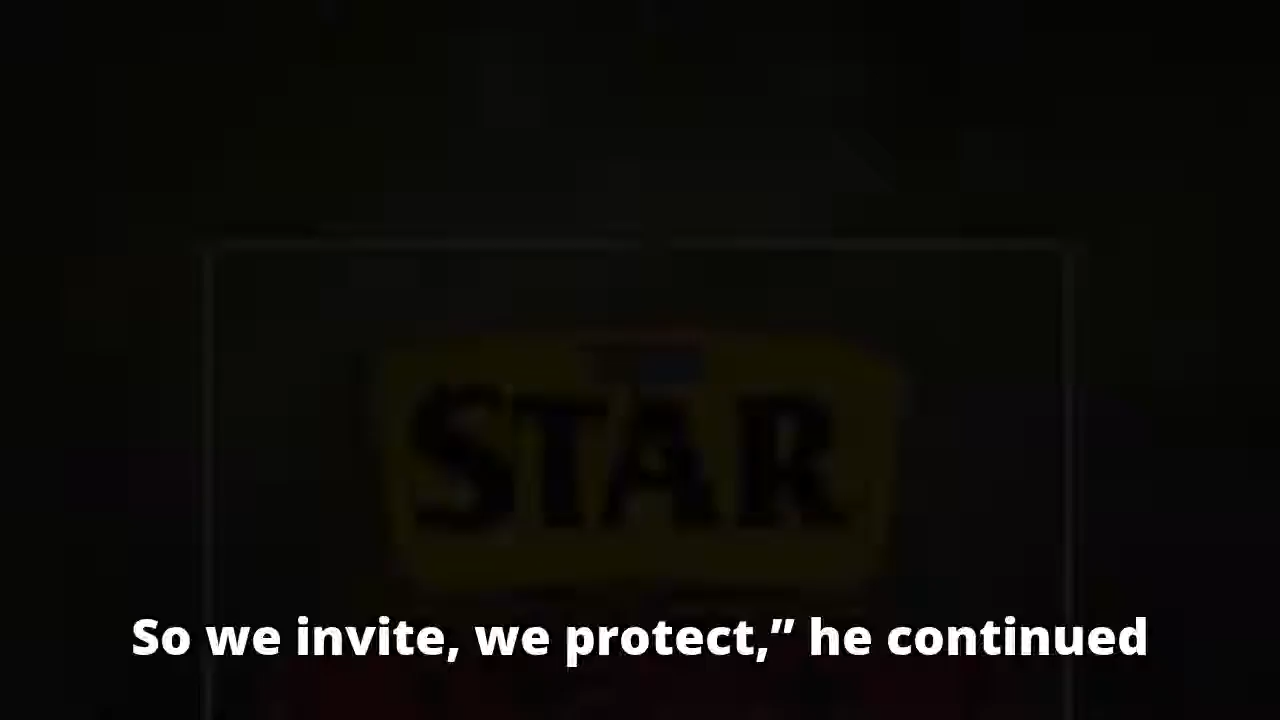 STAR
So we invite, we protect,” he continued